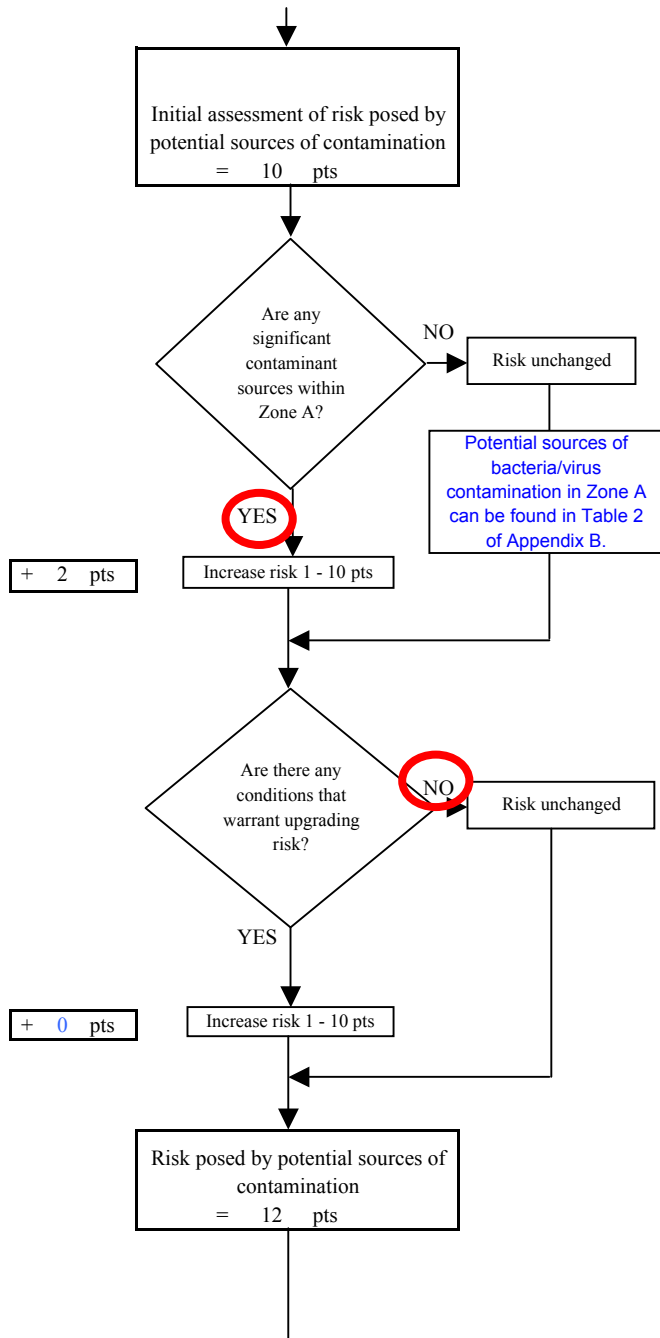 Initial assessment of risk posed by
potential sources of contamination
= 10 pts
Are any
significant
contaminant
sources within
Zone A?
NO
Risk unchanged
Potential sources of
bacteria/virus
contamination in Zone A
can be found in Table 2
of Appendix B.
YES
+ 2 pts
Increase risk 1 - 10 pts
Are there any
conditions that
warrant upgrading
risk?
NO
Risk unchanged
YES
+ 0 pts
Increase risk 1 - 10 pts
Risk posed by potential sources of
contamination
= 12 pts